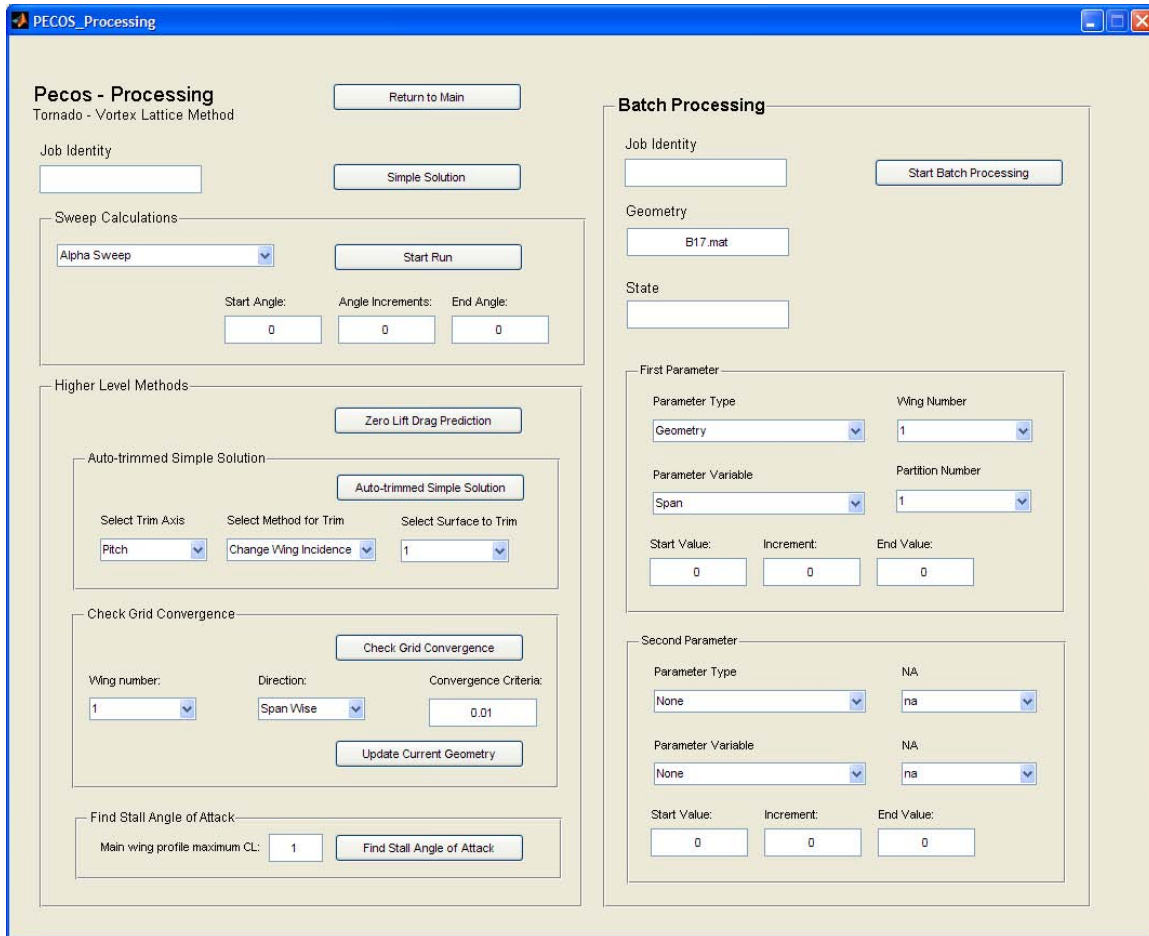 PECOS_Processing
Pecos - Processing
Tornado - Vortex Lattice Method
Return to Main
Job Identity
Simple Solution
Sweep Calculations
Alpha Sweep
Start Run
Start Angle: Angle Increments: End Angle:
0 0 0
Higher Level Methods
Zero Lift Drag Prediction
Auto-trimmed Simple Solution
Auto-trimmed Simple Solution
Select Trim Axis Select Method for Trim Select Surface to Trim
Pitch Change Wing Incidence 1
Check Grid Convergence
Check Grid Convergence
Wing number: Direction: Convergence Criteria:
1 Span Wise 0.01
Update Current Geometry
Find Stall Angle of Attack
Main wing profile maximum CL: 1 Find Stall Angle of Attack
Batch Processing
Job Identity
Start Batch Processing
Geometry
B17.mat
State
First Parameter
Parameter Type Wing Number
Geometry 1
Parameter Variable Partition Number
Span 1
Start Value: Increment: End Value:
0 0 0
Second Parameter
Parameter Type NA
None na
Parameter Variable NA
None na
Start Value: Increment: End Value:
0 0 0